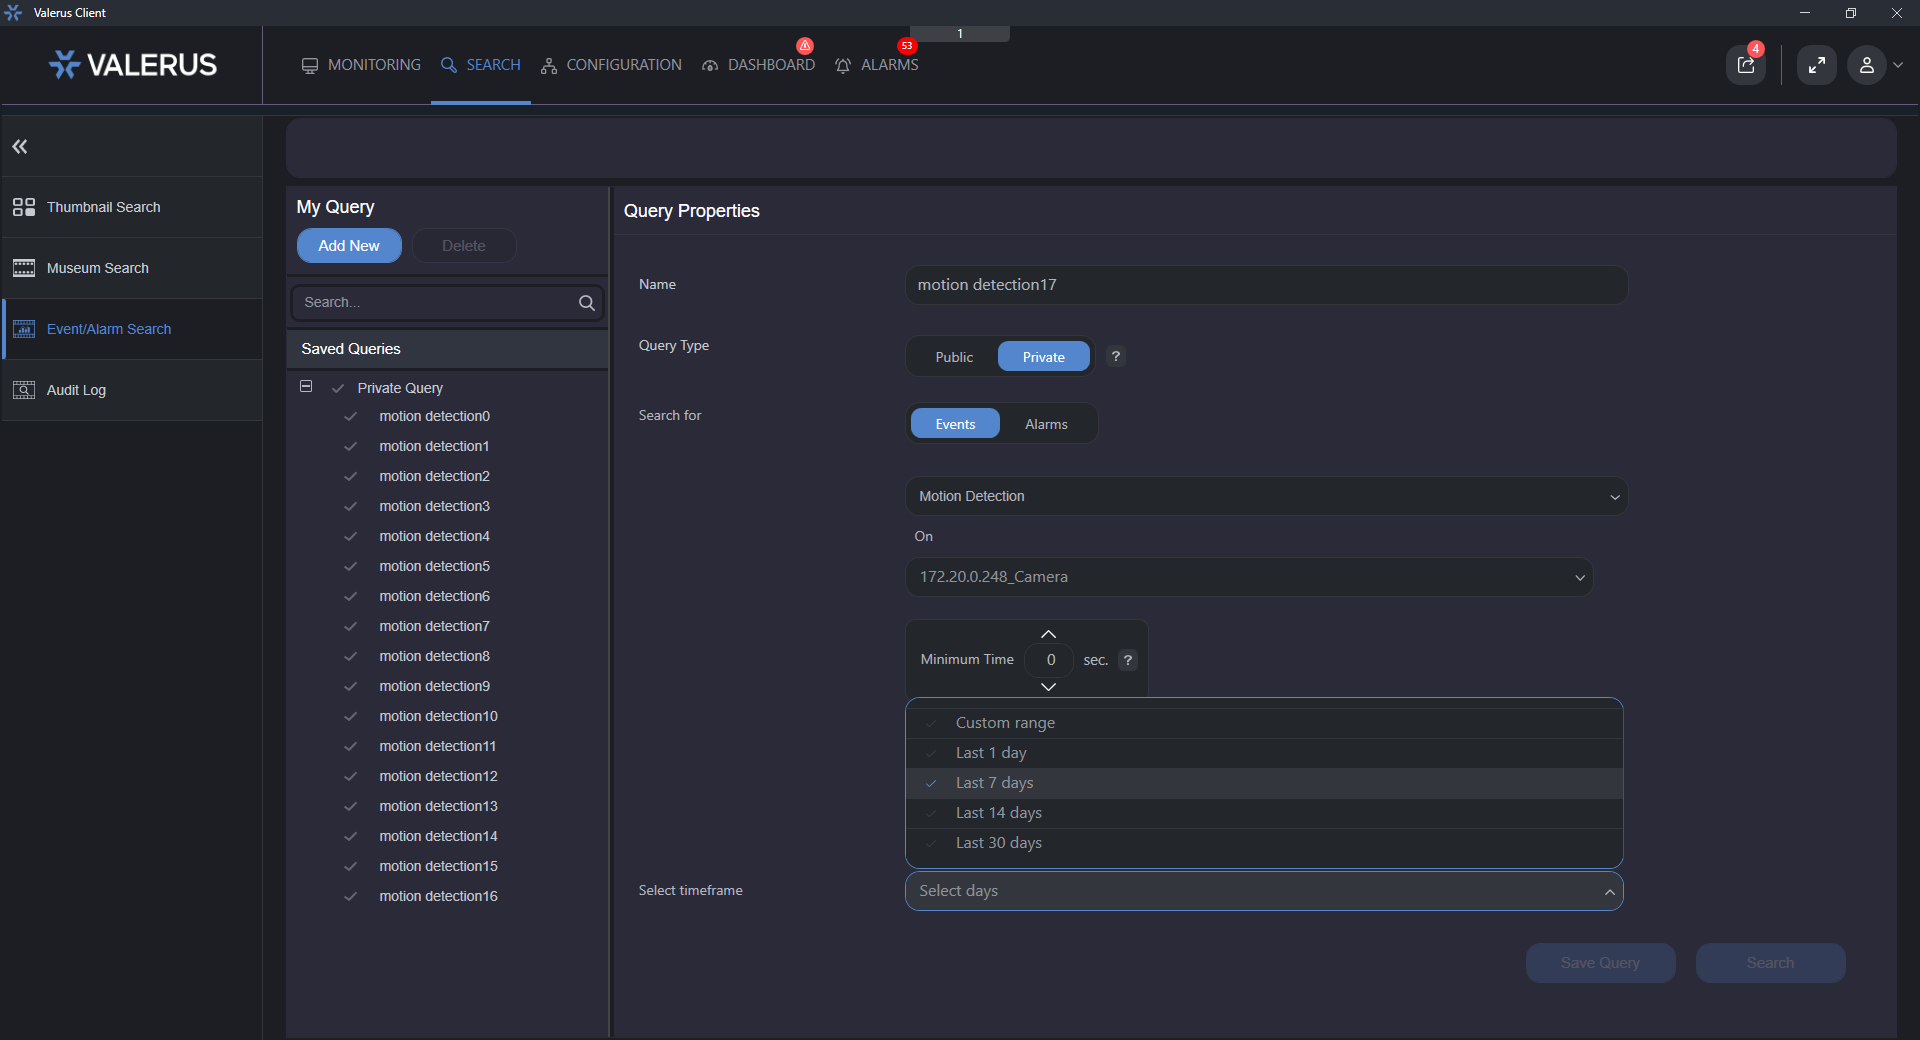 Valerus Client
1
VALERUS
MONITORING
SEARCH
CONFIGURATION
DASHBOARD
53
ALARMS
4
Thumbnail Search
Museum Search
Event/Alarm Search
Audit Log
My Query
Add New
Delete
Search...
Saved Queries
Private Query
motion detection0
motion detection1
motion detection2
motion detection3
motion detection4
motion detection5
motion detection6
motion detection7
motion detection8
motion detection9
motion detection10
motion detection11
motion detection12
motion detection13
motion detection14
motion detection15
motion detection16
Query Properties
Name
motion detection17
Query Type
Public
Private
?
Search for
Events
Alarms
Motion Detection
On
172.20.0.248_Camera
Minimum Time 0 sec. ?
Custom range
Last 1 day
Last 7 days
Last 14 days
Last 30 days
Select timeframe
Select days
Save Query
Search